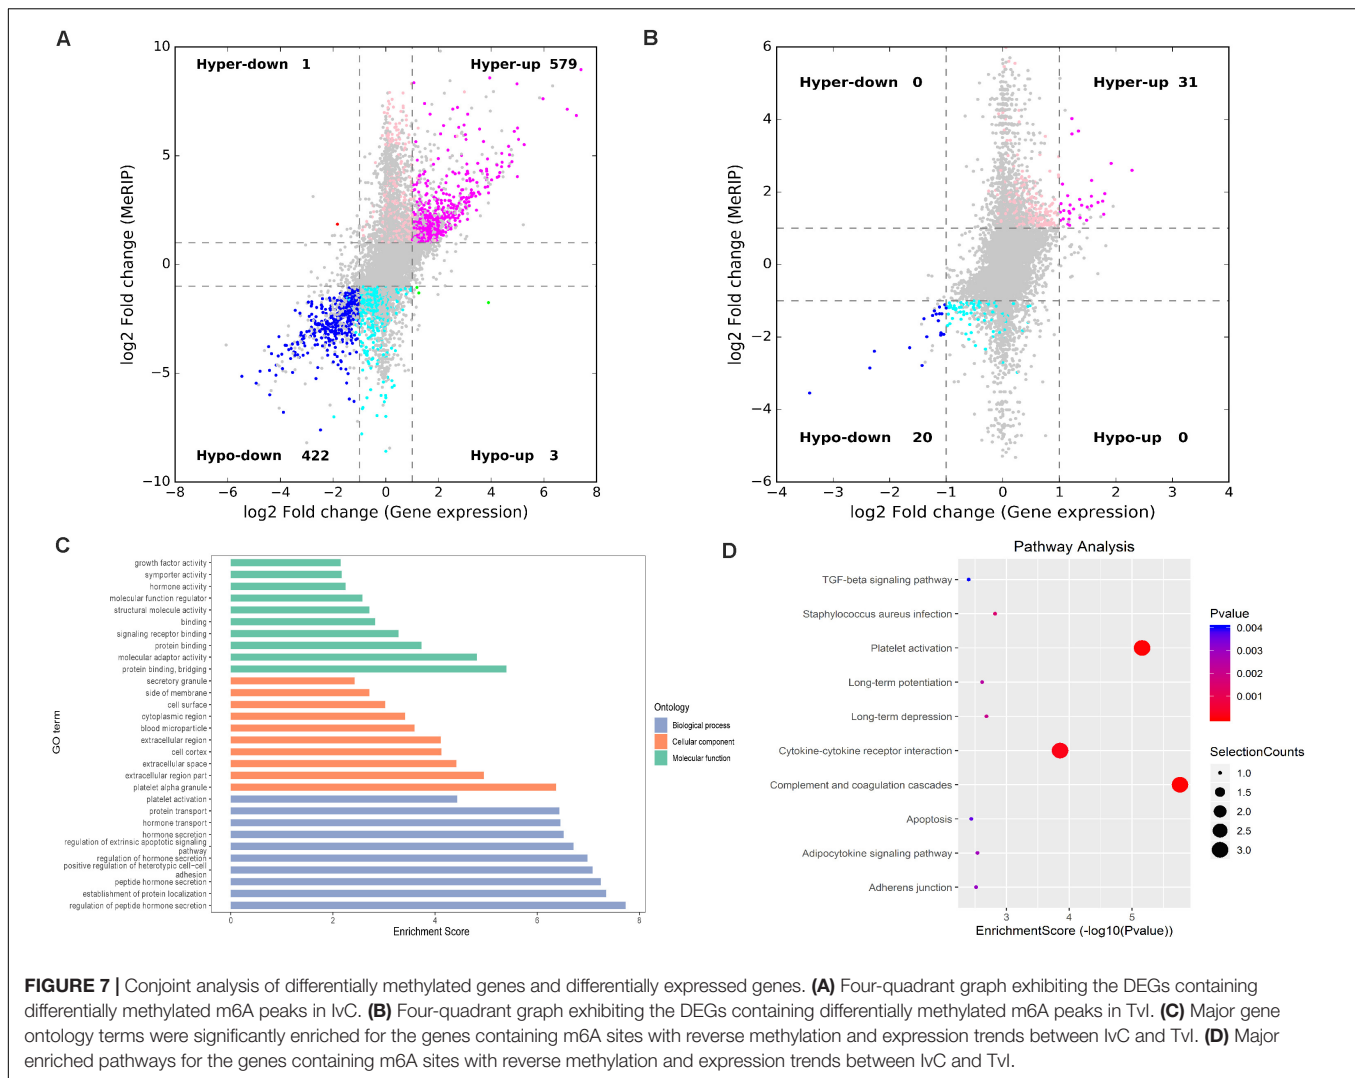 A
Hyper-down 1
Hyper-up 579
Hypo-down 422
Hypo-up 3
10
5
0
−5
−10
−8
−6
−4
−2
0
2
4
6
8
log2 Fold change (MeRIP)
log2 Fold change (Gene expression)
B
Hyper-down 0
Hyper-up 31
Hypo-down 20
Hypo-up 0
6
4
2
0
−2
−4
−6
−4
−3
−2
−1
0
1
2
3
4
log2 Fold change (MeRIP)
log2 Fold change (Gene expression)
C
GO term
growth factor activity
symporter activity
hormone activity
molecular function regulator
structural molecule activity
binding
signaling receptor binding
protein binding
molecular adaptor activity
protein binding, bridging
secretory granule
side of membrane
cell surface
cytoplasmic region
blood microparticle
extracellular region
cell cortex
extracellular space
extracellular region part
platelet alpha granule
platelet activation
protein transport
hormone transport
hormone secretion
regulation of extrinsic apoptotic signaling
pathway
regulation of hormone secretion
positive regulation of heterotypic cell−cell
adhesion
peptide hormone secretion
establishment of protein localization
regulation of peptide hormone secretion
0
2
4
6
8
Enrichment Score
Ontology
Biological process
Cellular component
Molecular function
D
Pathway Analysis
TGF-beta signaling pathway
Staphylococcus aureus infection
Platelet activation
Long-term potentiation
Long-term depression
Cytokine-cytokine receptor interaction
Complement and coagulation cascades
Apoptosis
Adipocytokine signaling pathway
Adherens junction
3
4
5
EnrichmentScore (-log10(Pvalue))
Pvalue
0.004
0.003
0.002
0.001
SelectionCounts
1.0
1.5
2.0
2.5
3.0
FIGURE 7 | Conjoint analysis of differentially methylated genes and differentially expressed genes. (A) Four-quadrant graph exhibiting the DEGs containing
differentially methylated m6A peaks in IvC. (B) Four-quadrant graph exhibiting the DEGs containing differentially methylated m6A peaks in TvI. (C) Major gene
ontology terms were significantly enriched for the genes containing m6A sites with reverse methylation and expression trends between IvC and TvI. (D) Major
enriched pathways for the genes containing m6A sites with reverse methylation and expression trends between IvC and TvI.